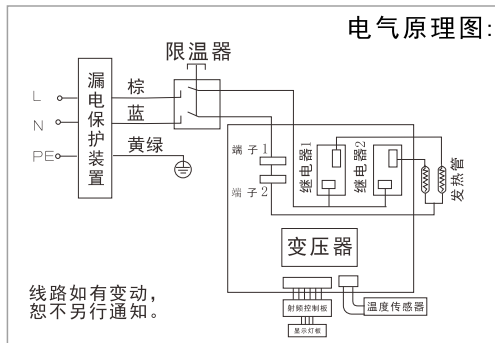 电气原理图:
限温器
L
N
PE
漏电保护装置
棕
蓝
黄绿
端子1
端子2
继电器1
继电器2
发热管
变压器
射频控制板
显示灯板
温度传感器
线路如有变动，
恕不另行通知。